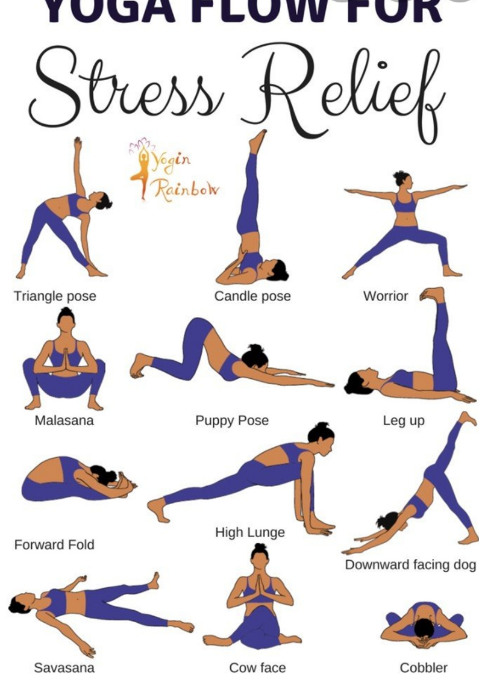 YOGA FLOW FOR
Stress Relief
Yogin
Rainbow
Triangle pose
Candle pose
Worrior
Malasana
Puppy Pose
Leg up
Forward Fold
High Lunge
Downward facing dog
Savasana
Cow face
Cobbler